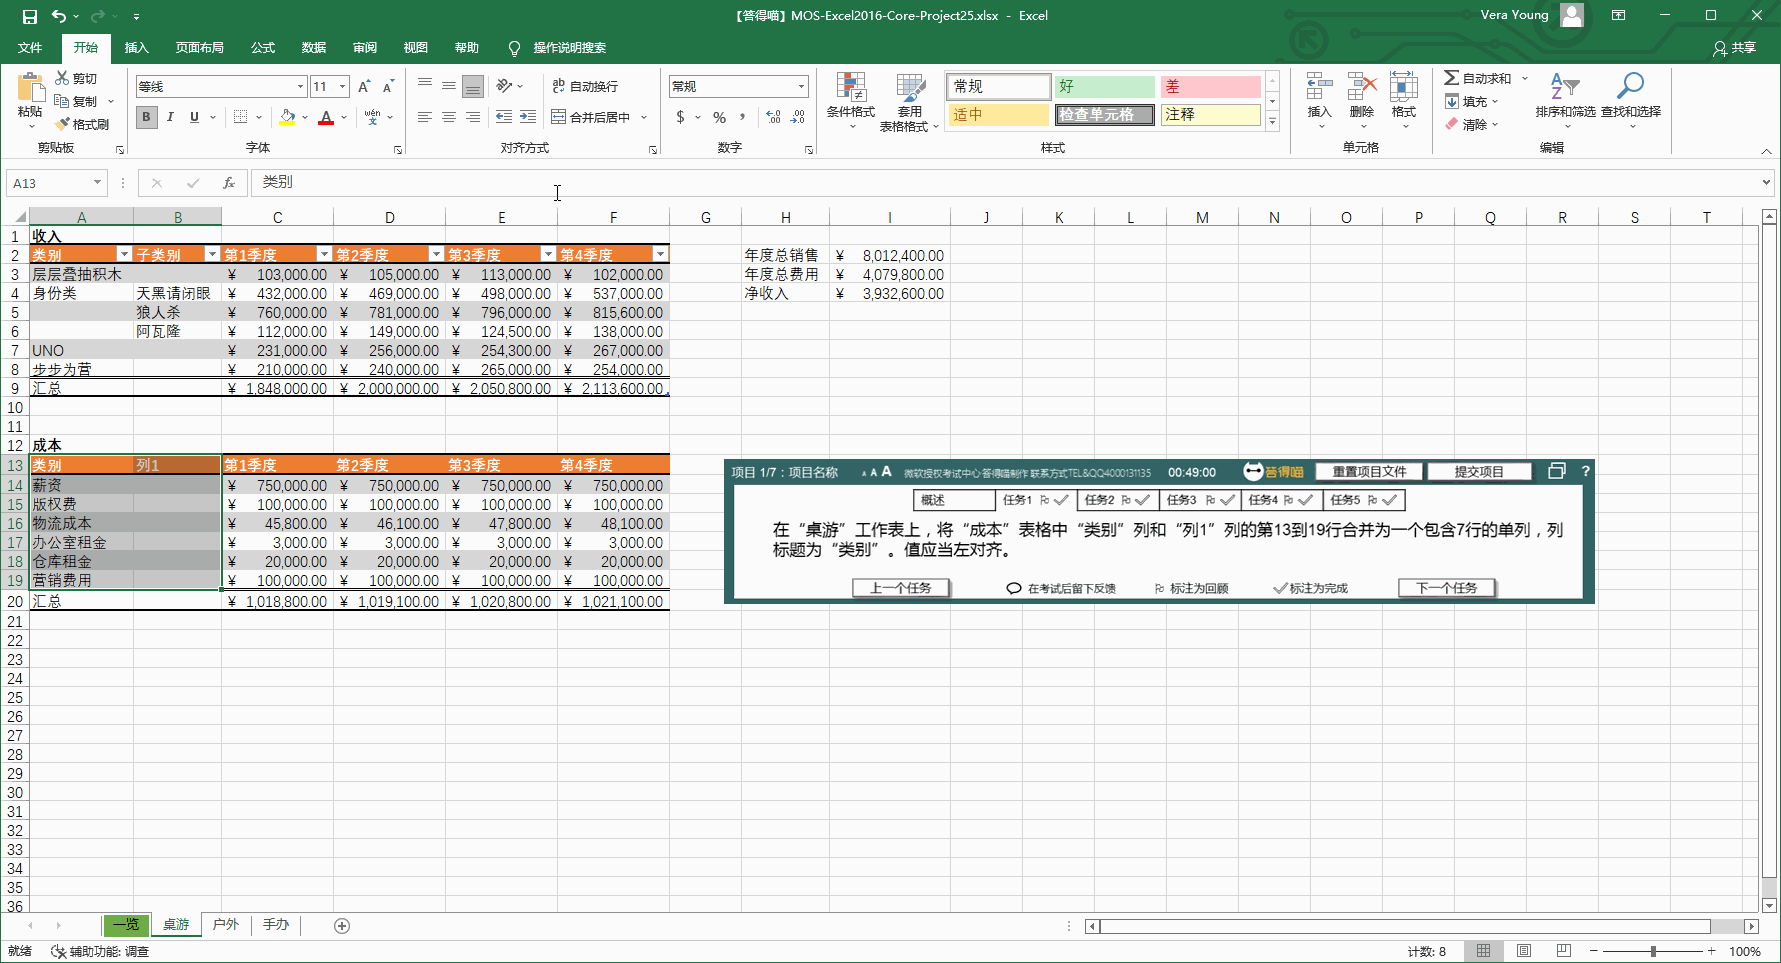 【答得喵】MOS-Excel2016-Core-Project25.xlsx - Excel
Vera Young
文件 开始 插入 页面布局 公式 数据 审阅 视图 帮助 操作说明搜索 共享
粘贴 剪切 复制 格式刷
等线 11
B I U
自动换行
合并后居中
常规
条件格式 套用表格格式
常规 好 差
适中 检查单元格 注释
插入 删除 格式
自动求和 填充 清除
排序和筛选 查找和选择
剪贴板 字体 对齐方式 数字 样式 单元格 编辑
A13 fx 类别
A B C D E F G H I J K L M N O P Q R S T
1 收入
2 类别 子类别 第1季度 第2季度 第3季度 第4季度 年度总销售 ¥ 8,012,400.00
3 层层叠抽积木 ¥ 103,000.00 ¥ 105,000.00 ¥ 113,000.00 ¥ 102,000.00 年度总费用 ¥ 4,079,800.00
4 身份类 天黑请闭眼 ¥ 432,000.00 ¥ 469,000.00 ¥ 498,000.00 ¥ 537,000.00 净收入 ¥ 3,932,600.00
5 狼人杀 ¥ 760,000.00 ¥ 781,000.00 ¥ 796,000.00 ¥ 815,600.00
6 阿瓦隆 ¥ 112,000.00 ¥ 149,000.00 ¥ 124,500.00 ¥ 138,000.00
7 UNO ¥ 231,000.00 ¥ 256,000.00 ¥ 254,300.00 ¥ 267,000.00
8 步步为营 ¥ 210,000.00 ¥ 240,000.00 ¥ 265,000.00 ¥ 254,000.00
9 汇总 ¥ 1,848,000.00 ¥ 2,000,000.00 ¥ 2,050,800.00 ¥ 2,113,600.00
10
11
12 成本
13 类别 列1 第1季度 第2季度 第3季度 第4季度
14 薪资 ¥ 750,000.00 ¥ 750,000.00 ¥ 750,000.00 ¥ 750,000.00
15 版权费 ¥ 100,000.00 ¥ 100,000.00 ¥ 100,000.00 ¥ 100,000.00
16 物流成本 ¥ 45,800.00 ¥ 46,100.00 ¥ 47,800.00 ¥ 48,100.00
17 办公室租金 ¥ 3,000.00 ¥ 3,000.00 ¥ 3,000.00 ¥ 3,000.00
18 仓库租金 ¥ 20,000.00 ¥ 20,000.00 ¥ 20,000.00 ¥ 20,000.00
19 营销费用 ¥ 100,000.00 ¥ 100,000.00 ¥ 100,000.00 ¥ 100,000.00
20 汇总 ¥ 1,018,800.00 ¥ 1,019,100.00 ¥ 1,020,800.00 ¥ 1,021,100.00
21
22
23
24
25
26
27
28
29
30
31
32
33
34
35
36
项目 1/7：项目名称 A A A 微软授权考试中心答得喵制作 联系方式TEL&QQ4000131135 00:49:00 答得喵 重置项目文件 提交项目 ?
概述 任务1 任务2 任务3 任务4 任务5
在“桌游”工作表上，将“成本”表格中“类别”列和“列1”列的第13到19行合并为一个包含7行的单列，列
标题为“类别”。值应当左对齐。
上一个任务 在考试后留下反馈 标注为回顾 标注为完成 下一个任务
一览 桌游 户外 手办
就绪 辅助功能: 调查 计数: 8 100%